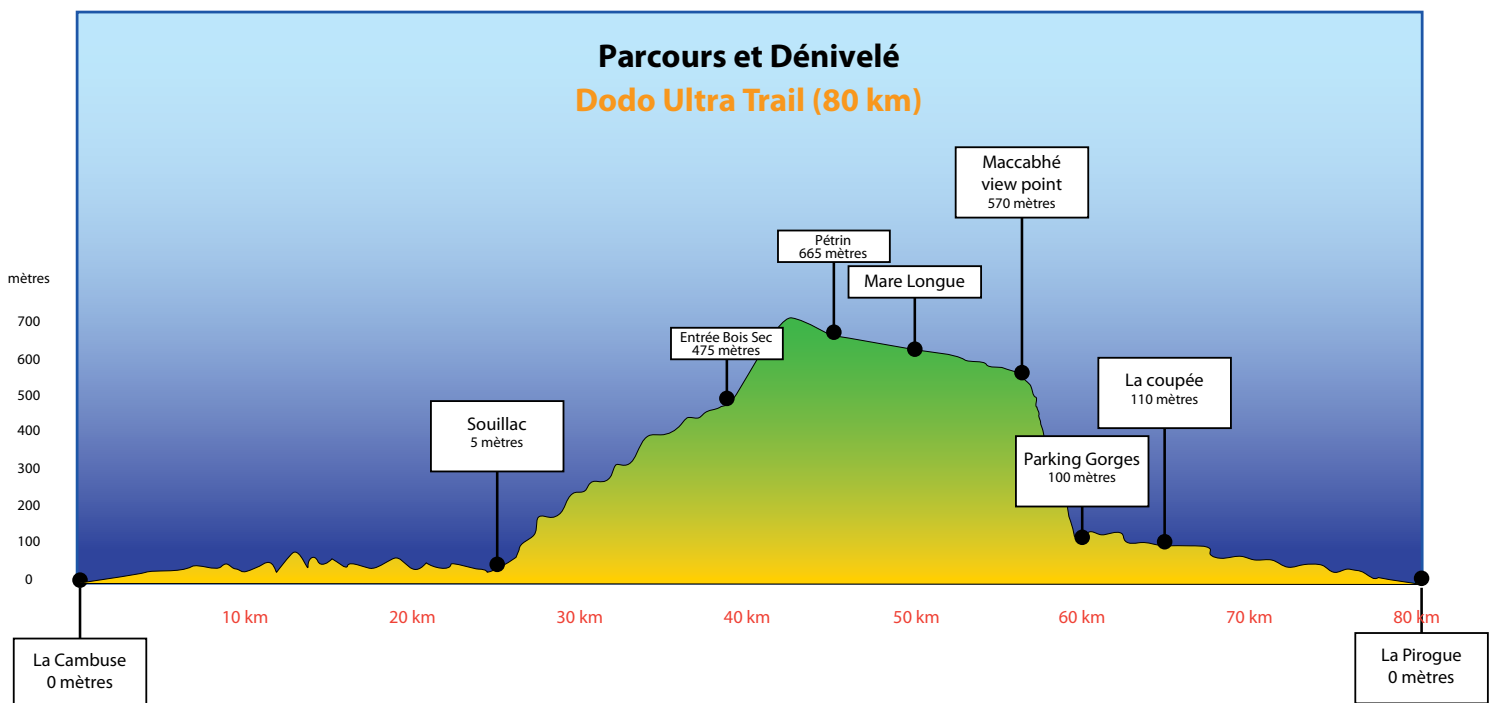 Parcours et Dénivelé
Dodo Ultra Trail (80 km)
Maccabhé
view point
570 mètres
Pétrin
665 mètres
Mare Longue
mètres
700
600
500
400
300
200
100
0
Entrée Bois Sec
475 mètres
La coupée
110 mètres
Souillac
5 mètres
Parking Gorges
100 mètres
10 km
20 km
30 km
40 km
50 km
60 km
70 km
80 km
La Cambuse
0 mètres
La Pirogue
0 mètres